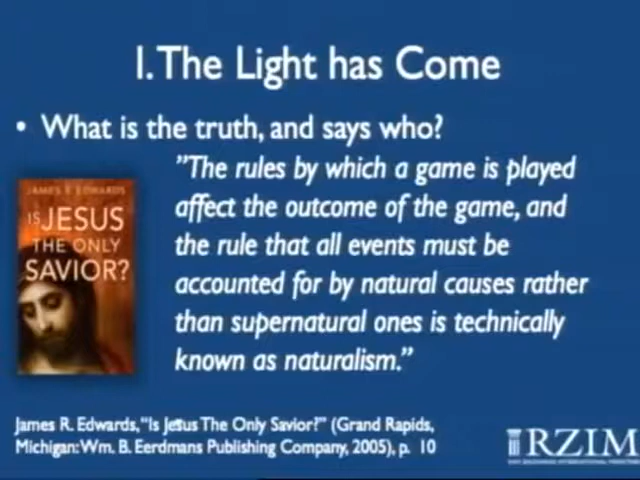 I. The Light has Come
• What is the truth, and says who?
"The rules by which a game is played
affect the outcome of the game, and
the rule that all events must be
accounted for by natural causes rather
than supernatural ones is technically
known as naturalism."
JAMES R EDWARDS
IS JESUS
THE ONLY
SAVIOR?
James R. Edwards, "Is Jesus The Only Savior?" (Grand Rapids,
Michigan: Wm. B. Eerdmans Publishing Company, 2005), p. 10
RZIM